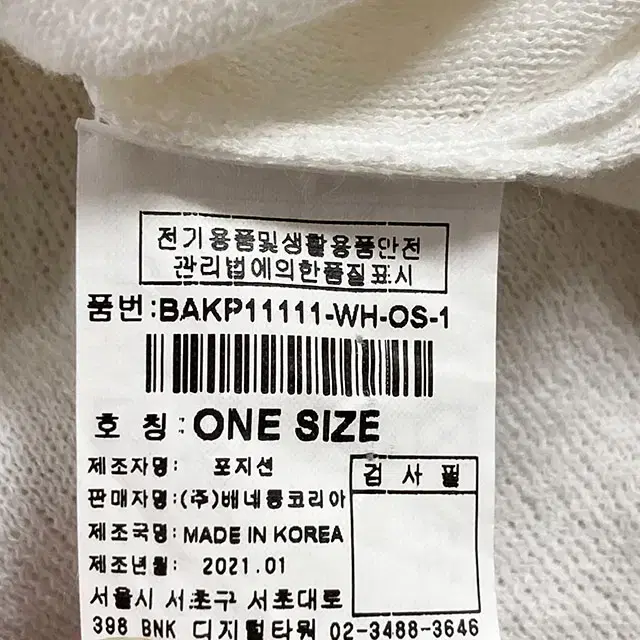 전기용품및생활용품안전
관리법에의한품질표시
품번:BAKP11111-WH-OS-1
호 칭:ONE SIZE
제조자명: 포지션
검 사 필
판매자명:(주)베네통코리아
제조국명:MADE IN KOREA
제조년월: 2021.01
서울시 서초구 서초대로
398 BNK 디지털타워 02-3488-3646